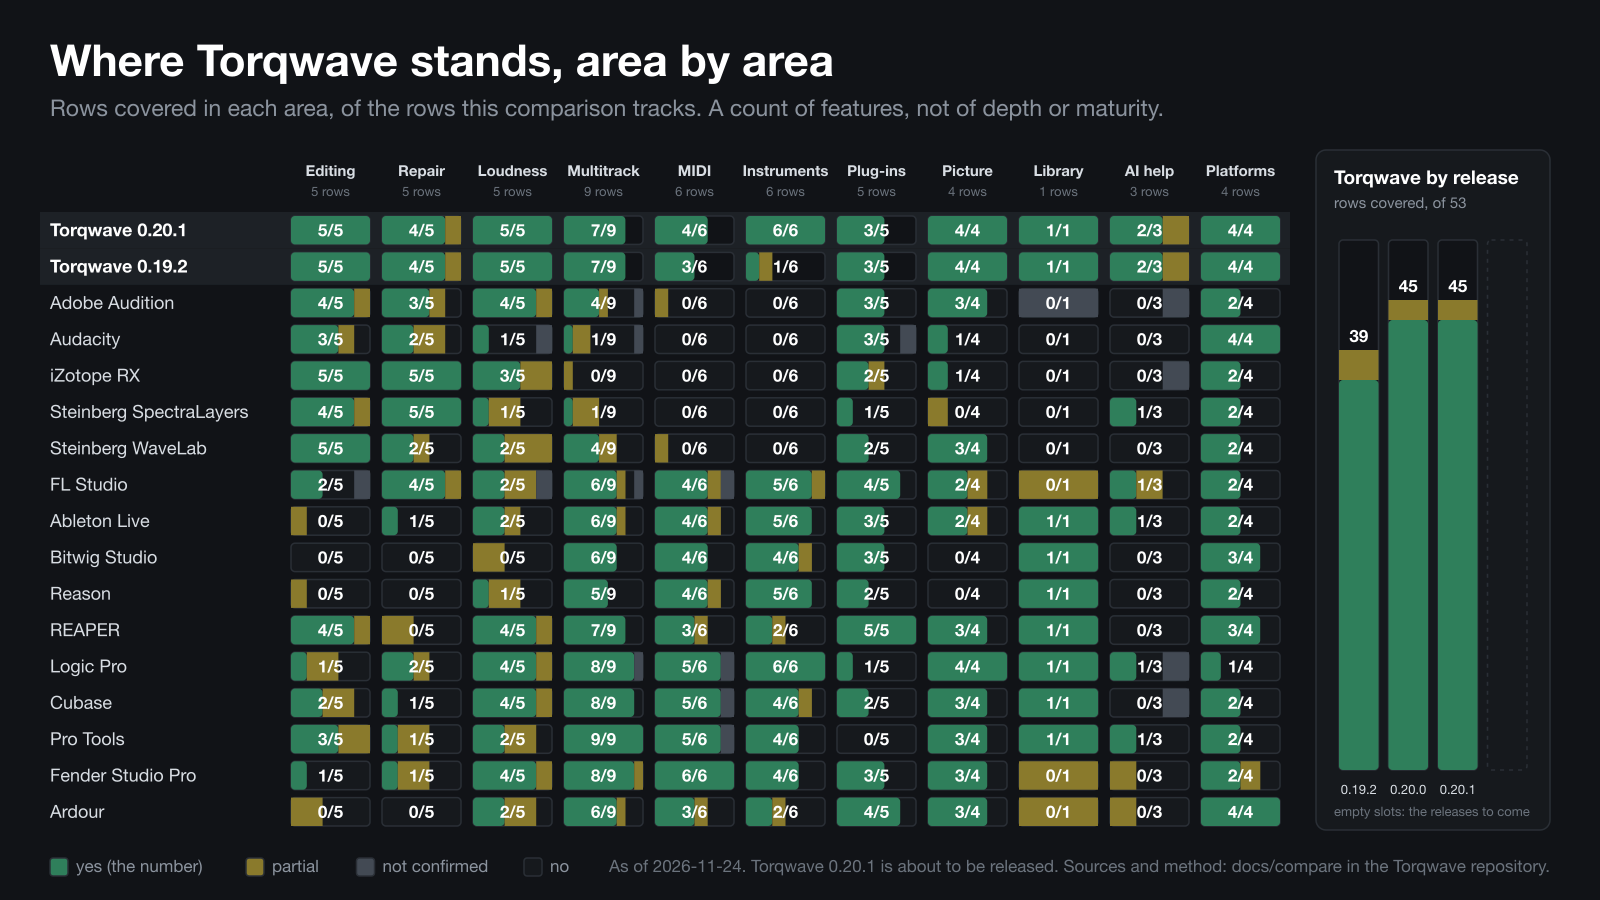 Where Torqwave stands, area by area
Rows covered in each area, of the rows this comparison tracks. A count of features, not of depth or maturity.
Editing Repair Loudness Multitrack MIDI Instruments Plug-ins Picture Library AI help Platforms
5 rows 5 rows 5 rows 9 rows 6 rows 6 rows 5 rows 4 rows 1 rows 3 rows 4 rows
Torqwave 0.20.1 5/5 4/5 5/5 7/9 4/6 6/6 3/5 4/4 1/1 2/3 4/4
Torqwave 0.19.2 5/5 4/5 5/5 7/9 3/6 1/6 3/5 4/4 1/1 2/3 4/4
Adobe Audition 4/5 3/5 4/5 4/9 0/6 0/6 3/5 3/4 0/1 0/3 2/4
Audacity 3/5 2/5 1/5 1/9 0/6 0/6 3/5 1/4 0/1 0/3 4/4
iZotope RX 5/5 5/5 3/5 0/9 0/6 0/6 2/5 1/4 0/1 0/3 2/4
Steinberg SpectraLayers 4/5 5/5 1/5 1/9 0/6 0/6 1/5 0/4 0/1 1/3 2/4
Steinberg WaveLab 5/5 2/5 2/5 4/9 0/6 0/6 2/5 3/4 0/1 0/3 2/4
FL Studio 2/5 4/5 2/5 6/9 4/6 5/6 4/5 2/4 0/1 1/3 2/4
Ableton Live 0/5 1/5 2/5 6/9 4/6 5/6 3/5 2/4 1/1 1/3 2/4
Bitwig Studio 0/5 0/5 0/5 6/9 4/6 4/6 3/5 0/4 1/1 0/3 3/4
Reason 0/5 0/5 1/5 5/9 4/6 5/6 2/5 0/4 1/1 0/3 2/4
REAPER 4/5 0/5 4/5 7/9 3/6 2/6 5/5 3/4 1/1 0/3 3/4
Logic Pro 1/5 2/5 4/5 8/9 5/6 6/6 1/5 4/4 1/1 1/3 1/4
Cubase 2/5 1/5 4/5 8/9 5/6 4/6 2/5 3/4 1/1 0/3 2/4
Pro Tools 3/5 1/5 2/5 9/9 5/6 4/6 0/5 3/4 1/1 1/3 2/4
Fender Studio Pro 1/5 1/5 4/5 8/9 6/6 4/6 3/5 3/4 0/1 0/3 2/4
Ardour 0/5 0/5 2/5 6/9 3/6 2/6 4/5 3/4 0/1 0/3 4/4
Torqwave by release
rows covered, of 53
39 45 45
0.19.2 0.20.0 0.20.1
empty slots: the releases to come
yes (the number) partial not confirmed no
As of 2026-11-24. Torqwave 0.20.1 is about to be released. Sources and method: docs/compare in the Torqwave repository.